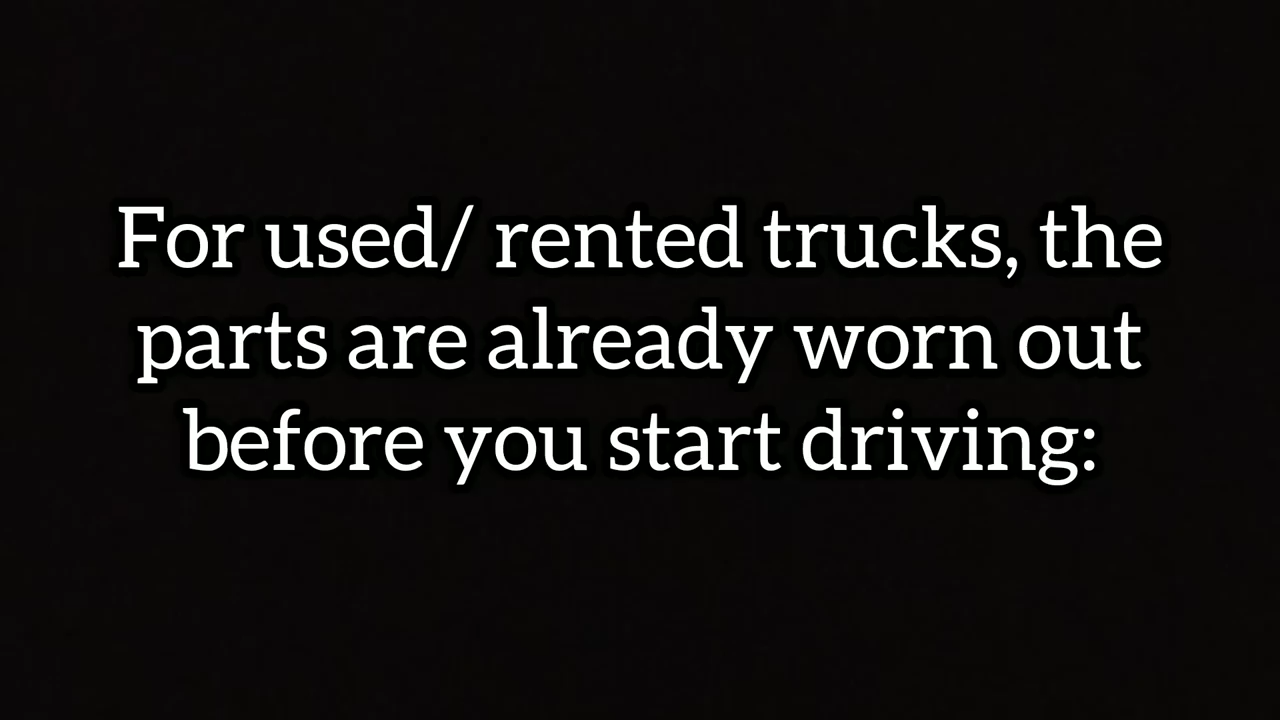 For used/ rented trucks, the
parts are already worn out
before you start driving: